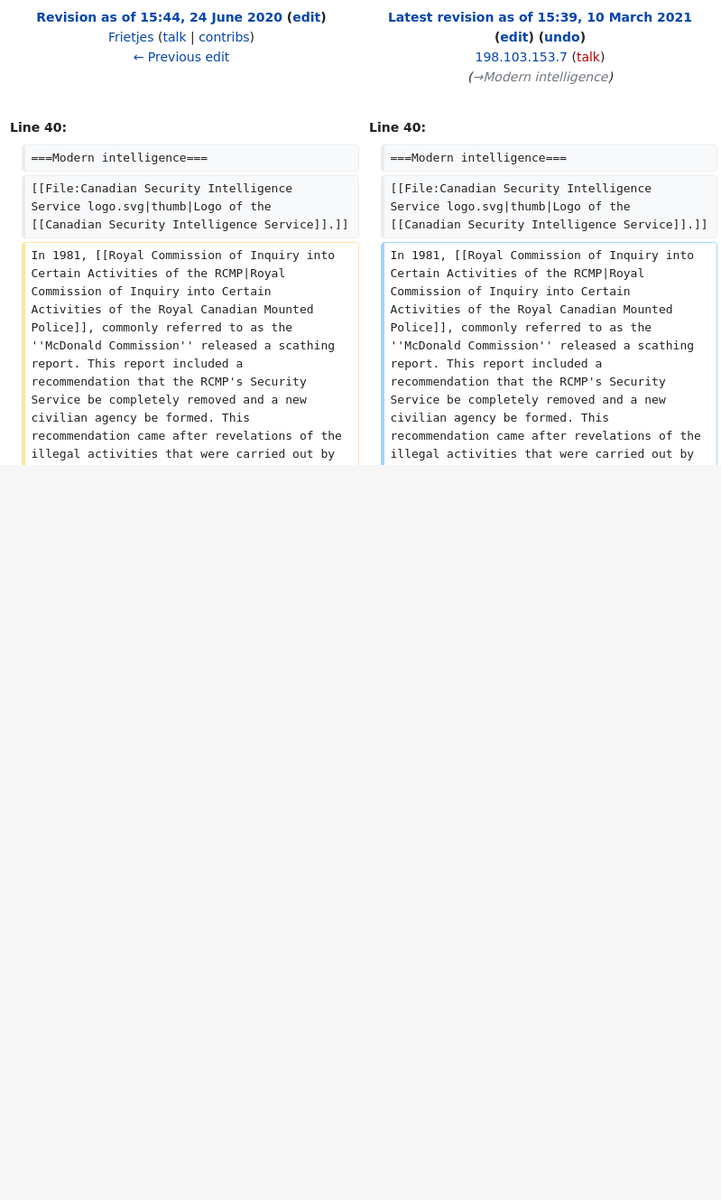 Revision as of 15:44, 24 June 2020 (edit)
Frietjes (talk | contribs)
← Previous edit
Latest revision as of 15:39, 10 March 2021
(edit) (undo)
198.103.153.7 (talk)
(→Modern intelligence)
Line 40:
===Modern intelligence===
[[File:Canadian Security Intelligence
Service logo.svg|thumb|Logo of the
[[Canadian Security Intelligence Service]].]]
In 1981, [[Royal Commission of Inquiry into
Certain Activities of the RCMP|Royal
Commission of Inquiry into Certain
Activities of the Royal Canadian Mounted
Police]], commonly referred to as the
''McDonald Commission'' released a scathing
report. This report included a
recommendation that the RCMP's Security
Service be completely removed and a new
civilian agency be formed. This
recommendation came after revelations of the
illegal activities that were carried out by
Line 40:
===Modern intelligence===
[[File:Canadian Security Intelligence
Service logo.svg|thumb|Logo of the
[[Canadian Security Intelligence Service]].]]
In 1981, [[Royal Commission of Inquiry into
Certain Activities of the RCMP|Royal
Commission of Inquiry into Certain
Activities of the Royal Canadian Mounted
Police]], commonly referred to as the
''McDonald Commission'' released a scathing
report. This report included a
recommendation that the RCMP's Security
Service be completely removed and a new
civilian agency be formed. This
recommendation came after revelations of the
illegal activities that were carried out by